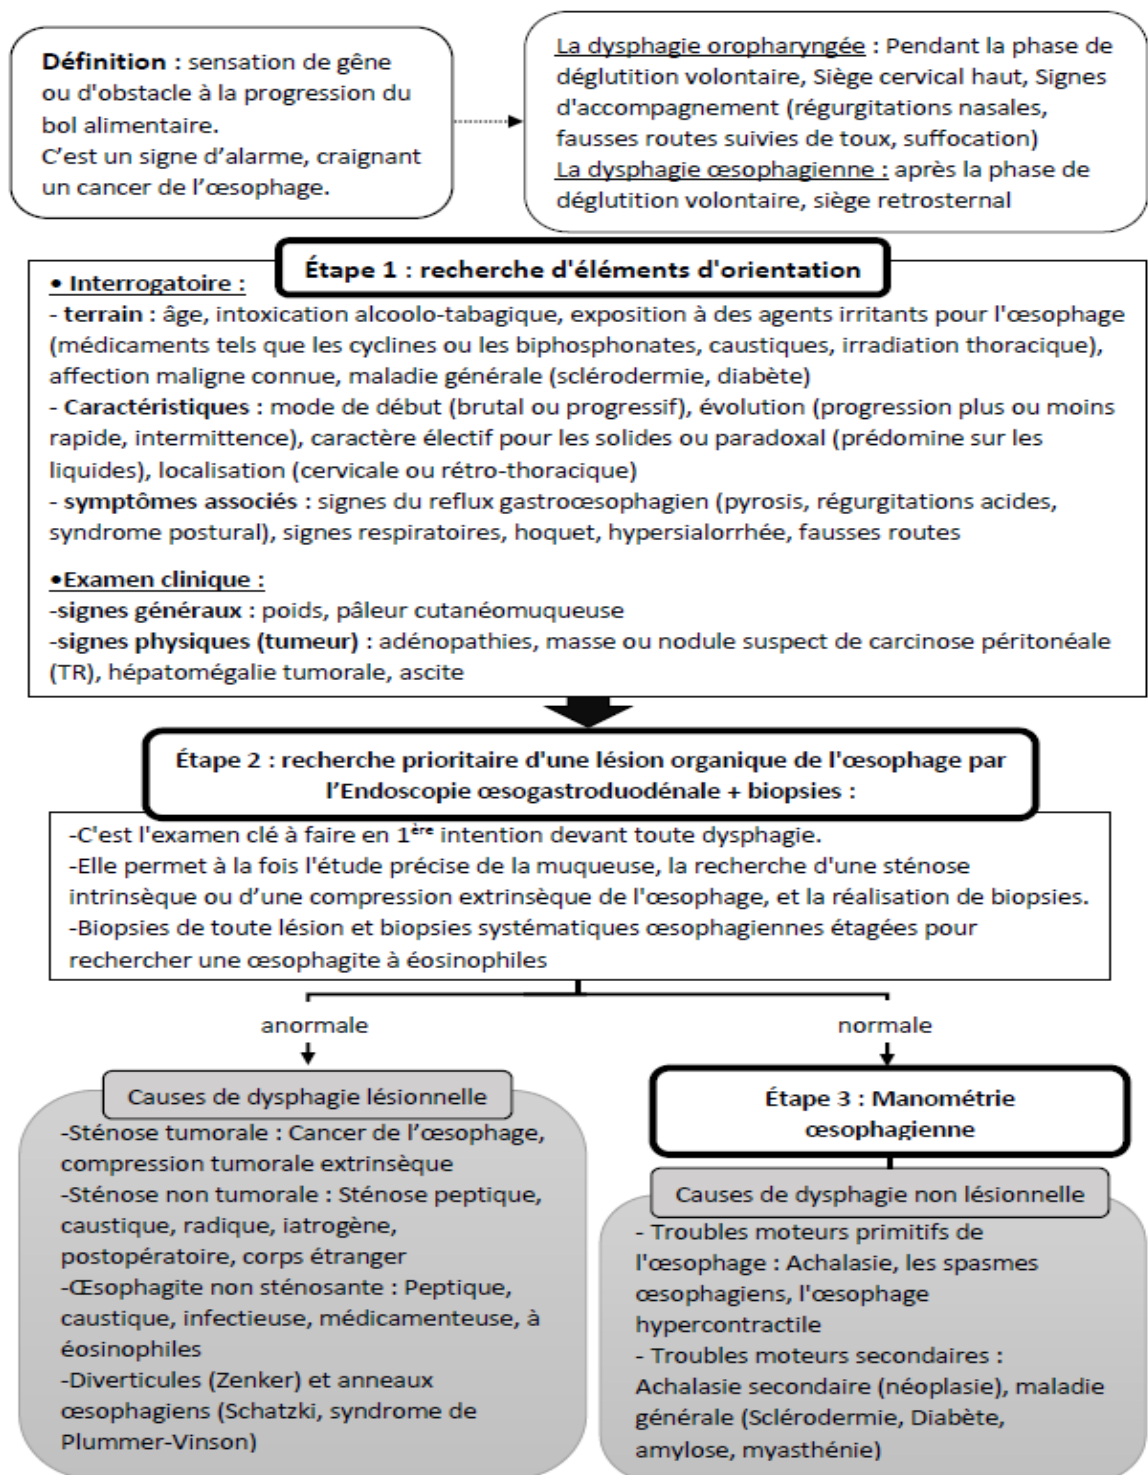 Définition : sensation de gêne
ou d'obstacle à la progression du
bol alimentaire.
C'est un signe d'alarme, craignant
un cancer de l'œsophage.
La dysphagie oropharyngée : Pendant la phase de
déglutition volontaire, Siège cervical haut, Signes
d'accompagnement (régurgitations nasales,
fausses routes suivies de toux, suffocation)
La dysphagie œsophagienne : après la phase de
déglutition volontaire, siège retrosternal
Étape 1 : recherche d'éléments d'orientation
• Interrogatoire :
- terrain : âge, intoxication alcoolo-tabagique, exposition à des agents irritants pour l'œsophage
(médicaments tels que les cyclines ou les biphosphonates, caustiques, irradiation thoracique),
affection maligne connue, maladie générale (sclérodermie, diabète)
- Caractéristiques : mode de début (brutal ou progressif), évolution (progression plus ou moins
rapide, intermittence), caractère électif pour les solides ou paradoxal (prédomine sur les
liquides), localisation (cervicale ou rétro-thoracique)
- symptômes associés : signes du reflux gastroœsophagien (pyrosis, régurgitations acides,
syndrome postural), signes respiratoires, hoquet, hypersialorrhée, fausses routes
•Examen clinique :
-signes généraux : poids, pâleur cutanéomuqueuse
-signes physiques (tumeur) : adénopathies, masse ou nodule suspect de carcinose péritonéale
(TR), hépatomégalie tumorale, ascite
Étape 2 : recherche prioritaire d'une lésion organique de l'œsophage par
l'Endoscopie œsogastroduodénale + biopsies :
-C'est l'examen clé à faire en 1ère intention devant toute dysphagie.
-Elle permet à la fois l'étude précise de la muqueuse, la recherche d'une sténose
intrinsèque ou d'une compression extrinsèque de l'œsophage, et la réalisation de biopsies.
-Biopsies de toute lésion et biopsies systématiques œsophagiennes étagées pour
rechercher une œsophagite à éosinophiles
anormale
normale
Causes de dysphagie lésionnelle
-Sténose tumorale : Cancer de l'œsophage,
compression tumorale extrinsèque
-Sténose non tumorale : Sténose peptique,
caustique, radique, iatrogène,
postopératoire, corps étranger
-Œsophagite non sténosante : Peptique,
caustique, infectieuse, médicamenteuse, à
éosinophiles
-Diverticules (Zenker) et anneaux
œsophagiens (Schatzki, syndrome de
Plummer-Vinson)
Étape 3 : Manométrie
œsophagienne
Causes de dysphagie non lésionnelle
- Troubles moteurs primitifs de
l'œsophage : Achalasie, les spasmes
œsophagiens, l'œsophage
hypercontractile
- Troubles moteurs secondaires :
Achalasie secondaire (néoplasie), maladie
générale (Sclérodermie, Diabète,
amylose, myasthénie)